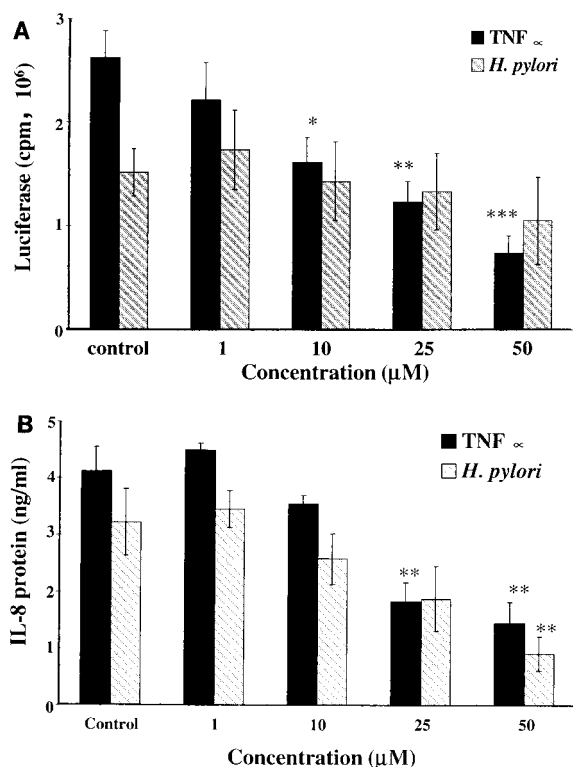 A
3
2
1
0
Luciferase (cpm, 10⁶)
TNF ∝
H. pylori
*
**
***
control 1 10 25 50
Concentration (µM)
B
5
4
3
2
1
0
IL-8 protein (ng/ml)
TNF ∝
H. pylori
**
**
**
Control 1 10 25 50
Concentration (µM)